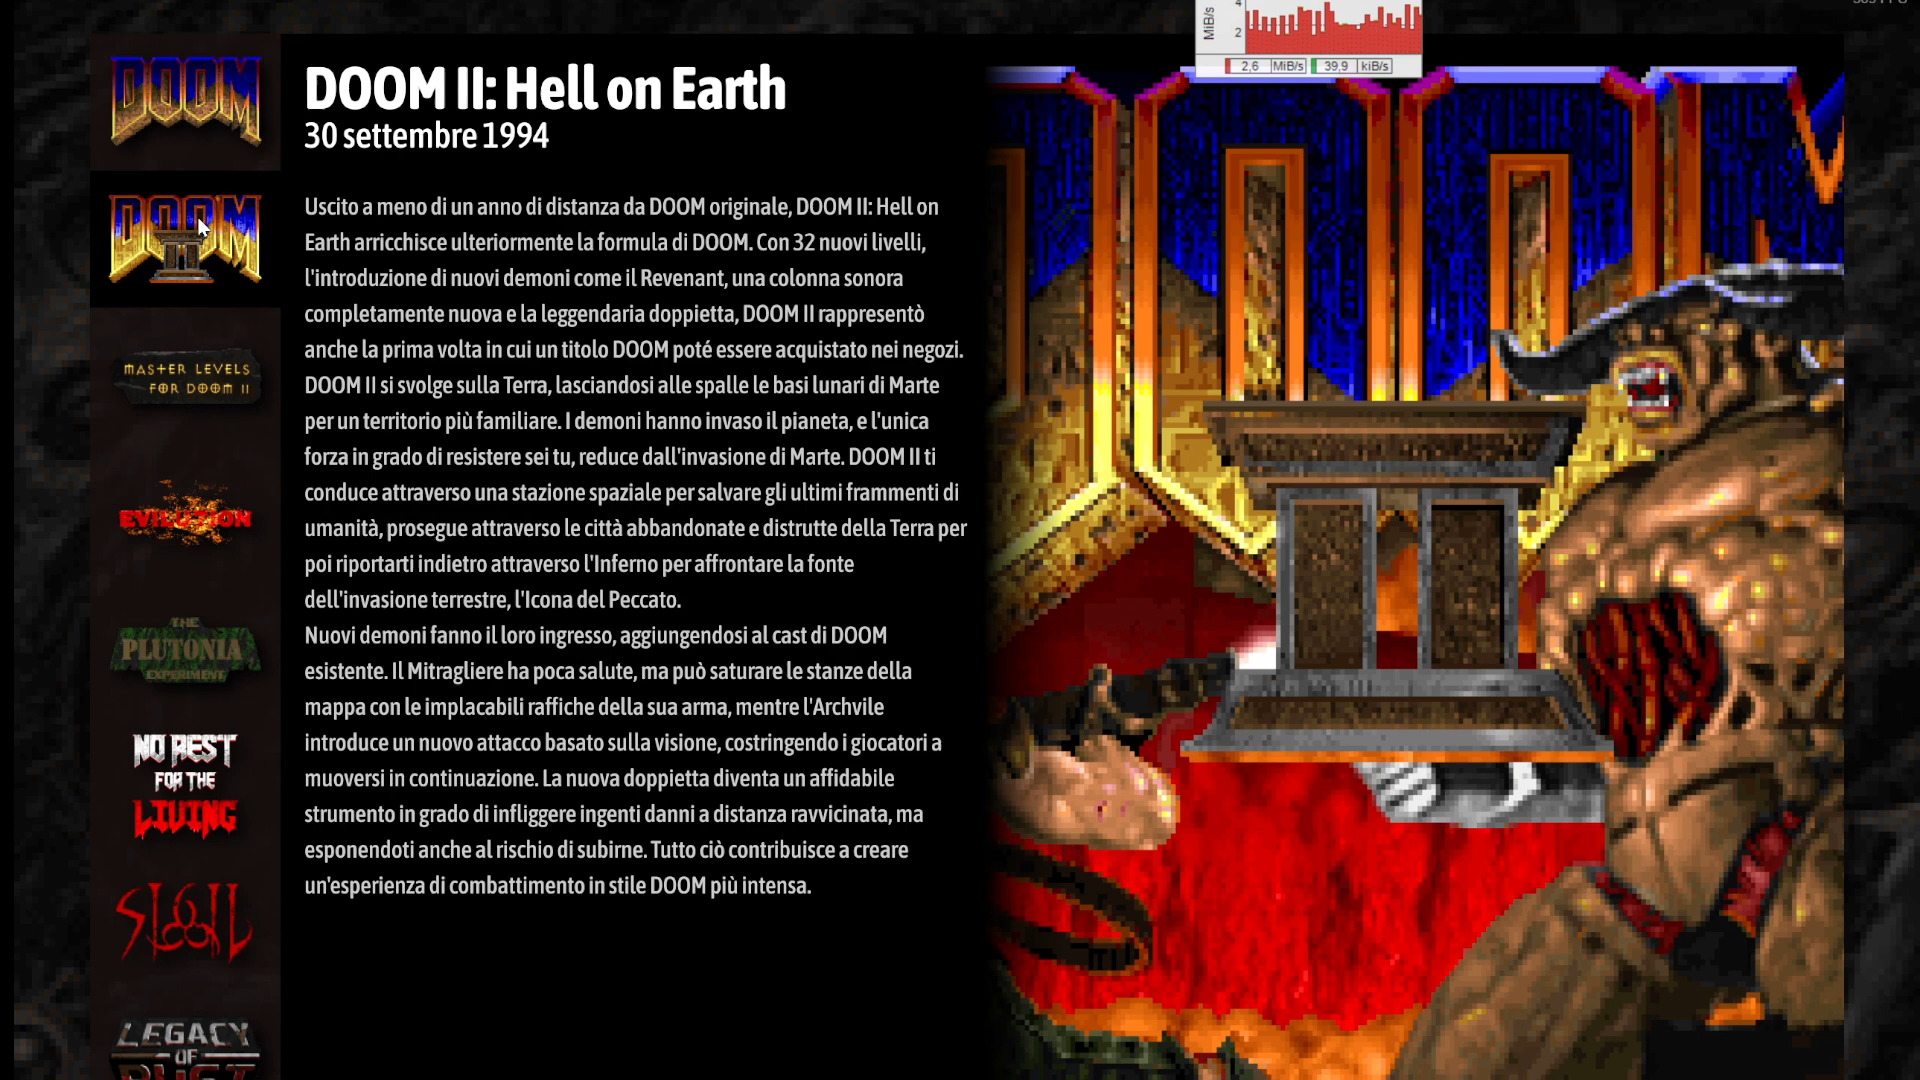 MiB/s
4
2
2,6 MiB/s 39,9 kiB/s
DOOM
DOOM II: Hell on Earth
30 settembre 1994
DOOM
II
Uscito a meno di un anno di distanza da DOOM originale, DOOM II: Hell on
Earth arricchisce ulteriormente la formula di DOOM. Con 32 nuovi livelli,
l'introduzione di nuovi demoni come il Revenant, una colonna sonora
completamente nuova e la leggendaria doppietta, DOOM II rappresentò
anche la prima volta in cui un titolo DOOM poté essere acquistato nei negozi.
DOOM II si svolge sulla Terra, lasciandosi alle spalle le basi lunari di Marte
per un territorio più familiare. I demoni hanno invaso il pianeta, e l'unica
forza in grado di resistere sei tu, reduce dall'invasione di Marte. DOOM II ti
conduce attraverso una stazione spaziale per salvare gli ultimi frammenti di
umanità, prosegue attraverso le città abbandonate e distrutte della Terra per
poi riportarti indietro attraverso l'Inferno per affrontare la fonte
dell'invasione terrestre, l'Icona del Peccato.
Nuovi demoni fanno il loro ingresso, aggiungendosi al cast di DOOM
esistente. Il Mitragliere ha poca salute, ma può saturare le stanze della
mappa con le implacabili raffiche della sua arma, mentre l'Archvile
introduce un nuovo attacco basato sulla visione, costringendo i giocatori a
muoversi in continuazione. La nuova doppietta diventa un affidabile
strumento in grado di infliggere ingenti danni a distanza ravvicinata, ma
esponendoti anche al rischio di subirne. Tutto ciò contribuisce a creare
un'esperienza di combattimento in stile DOOM più intensa.
MASTER LEVELS
FOR DOOM II
EVILUTION
THE
PLUTONIA
EXPERIMENT
NO REST
FOR THE
LIVING
SIGIL
LEGACY
OF
RUST
II